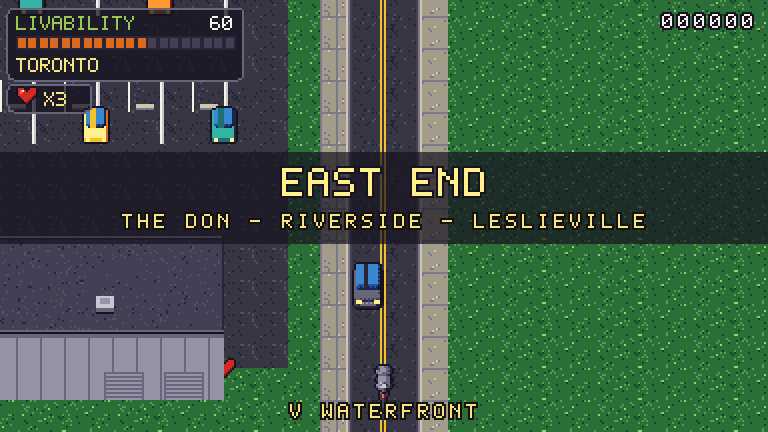 LIVABILITY 60
000000
TORONTO
X3
EAST END
THE DON - RIVERSIDE - LESLIEVILLE
V WATERFRONT